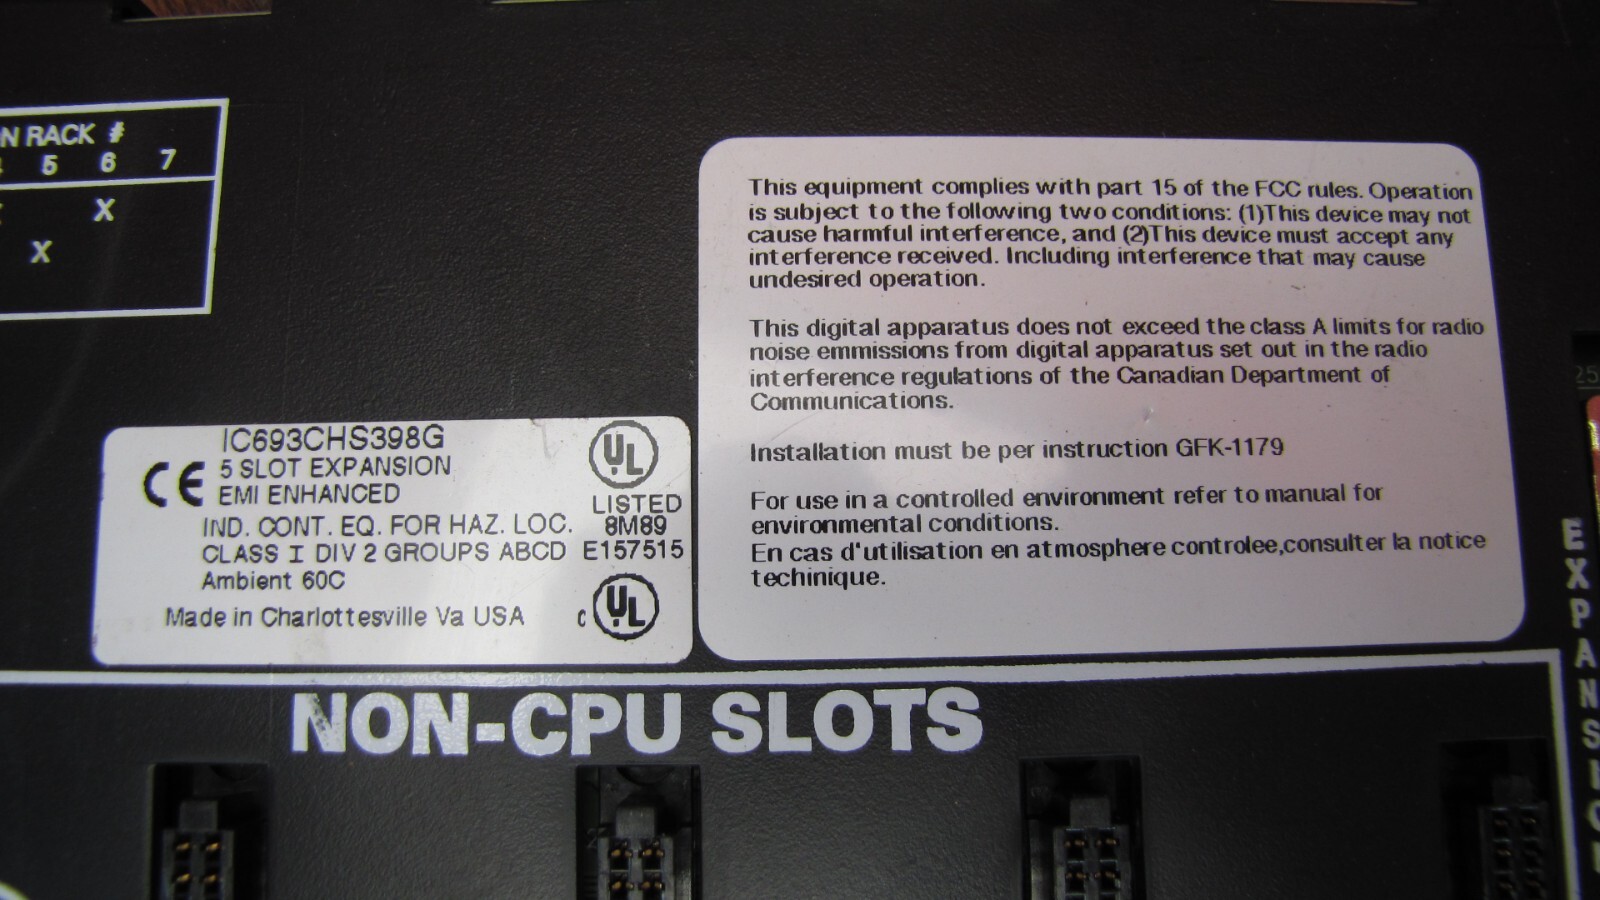 RACK #
5 6 7
X
X
This equipment complies with part 15 of the FCC rules. Operation
is subject to the following two conditions: (1)This device may not
cause harmful interference, and (2)This device must accept any
interference received. Including interference that may cause
undesired operation.
This digital apparatus does not exceed the class A limits for radio
noise emmissions from digital apparatus set out in the radio
interference regulations of the Canadian Department of
Communications.
Installation must be per instruction GFK-1179
For use in a controlled environment refer to manual for
environmental conditions.
En cas d'utilisation en atmosphere controlee,consulter la notice
techinique.
IC693CHS398G
CE 5 SLOT EXPANSION
EMI ENHANCED
IND. CONT. EQ. FOR HAZ. LOC.
CLASS I DIV 2 GROUPS ABCD
Ambient 60C
Made in Charlottesville Va USA
UL
LISTED
8M89
E157515
c UL
NON-CPU SLOTS
EXPANSION